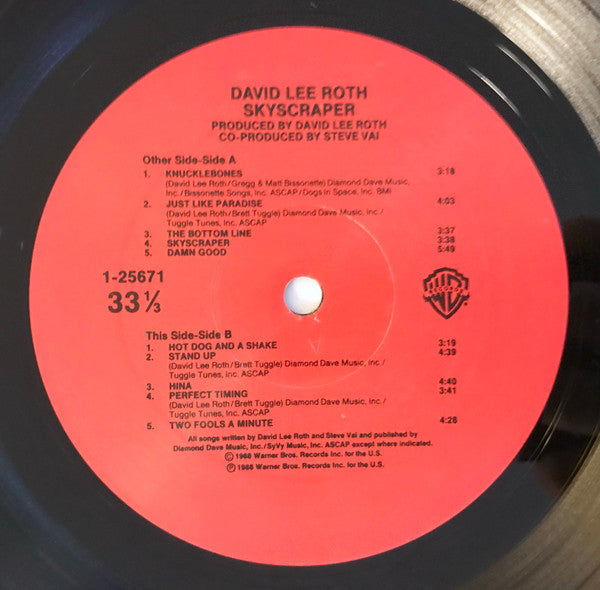 DAVID LEE ROTH
SKYSCRAPER
PRODUCED BY DAVID LEE ROTH
CO-PRODUCED BY STEVE VAI
Other Side-Side A
1. KNUCKLEBONES 3:18
(David Lee Roth/Gregg & Matt Bissonette) Diamond Dave Music,
Inc./Bissonette Songs, Inc. ASCAP/Dogs In Space, Inc. BMI
2. JUST LIKE PARADISE 4:03
(David Lee Roth/Brett Tuggle) Diamond Dave Music, Inc./
Tuggle Tunes, Inc. ASCAP
3. THE BOTTOM LINE 3:37
4. SKYSCRAPER 3:38
5. DAMN GOOD 5:49
1-25671
33 ⅓
WB
RECORDS
This Side-Side B
1. HOT DOG AND A SHAKE 3:19
2. STAND UP 4:39
(David Lee Roth/Brett Tuggle) Diamond Dave Music, Inc./
Tuggle Tunes, Inc. ASCAP
3. HINA 4:40
4. PERFECT TIMING 3:41
(David Lee Roth/Brett Tuggle) Diamond Dave Music, Inc./
Tuggle Tunes, Inc. ASCAP
5. TWO FOOLS A MINUTE 4:28
All songs written by David Lee Roth and Steve Vai and published by
Diamond Dave Music, Inc./SyVy Music, Inc. ASCAP except where indicated.
© 1988 Warner Bros. Records Inc. for the U.S.
℗ 1988 Warner Bros. Records Inc. for the U.S.